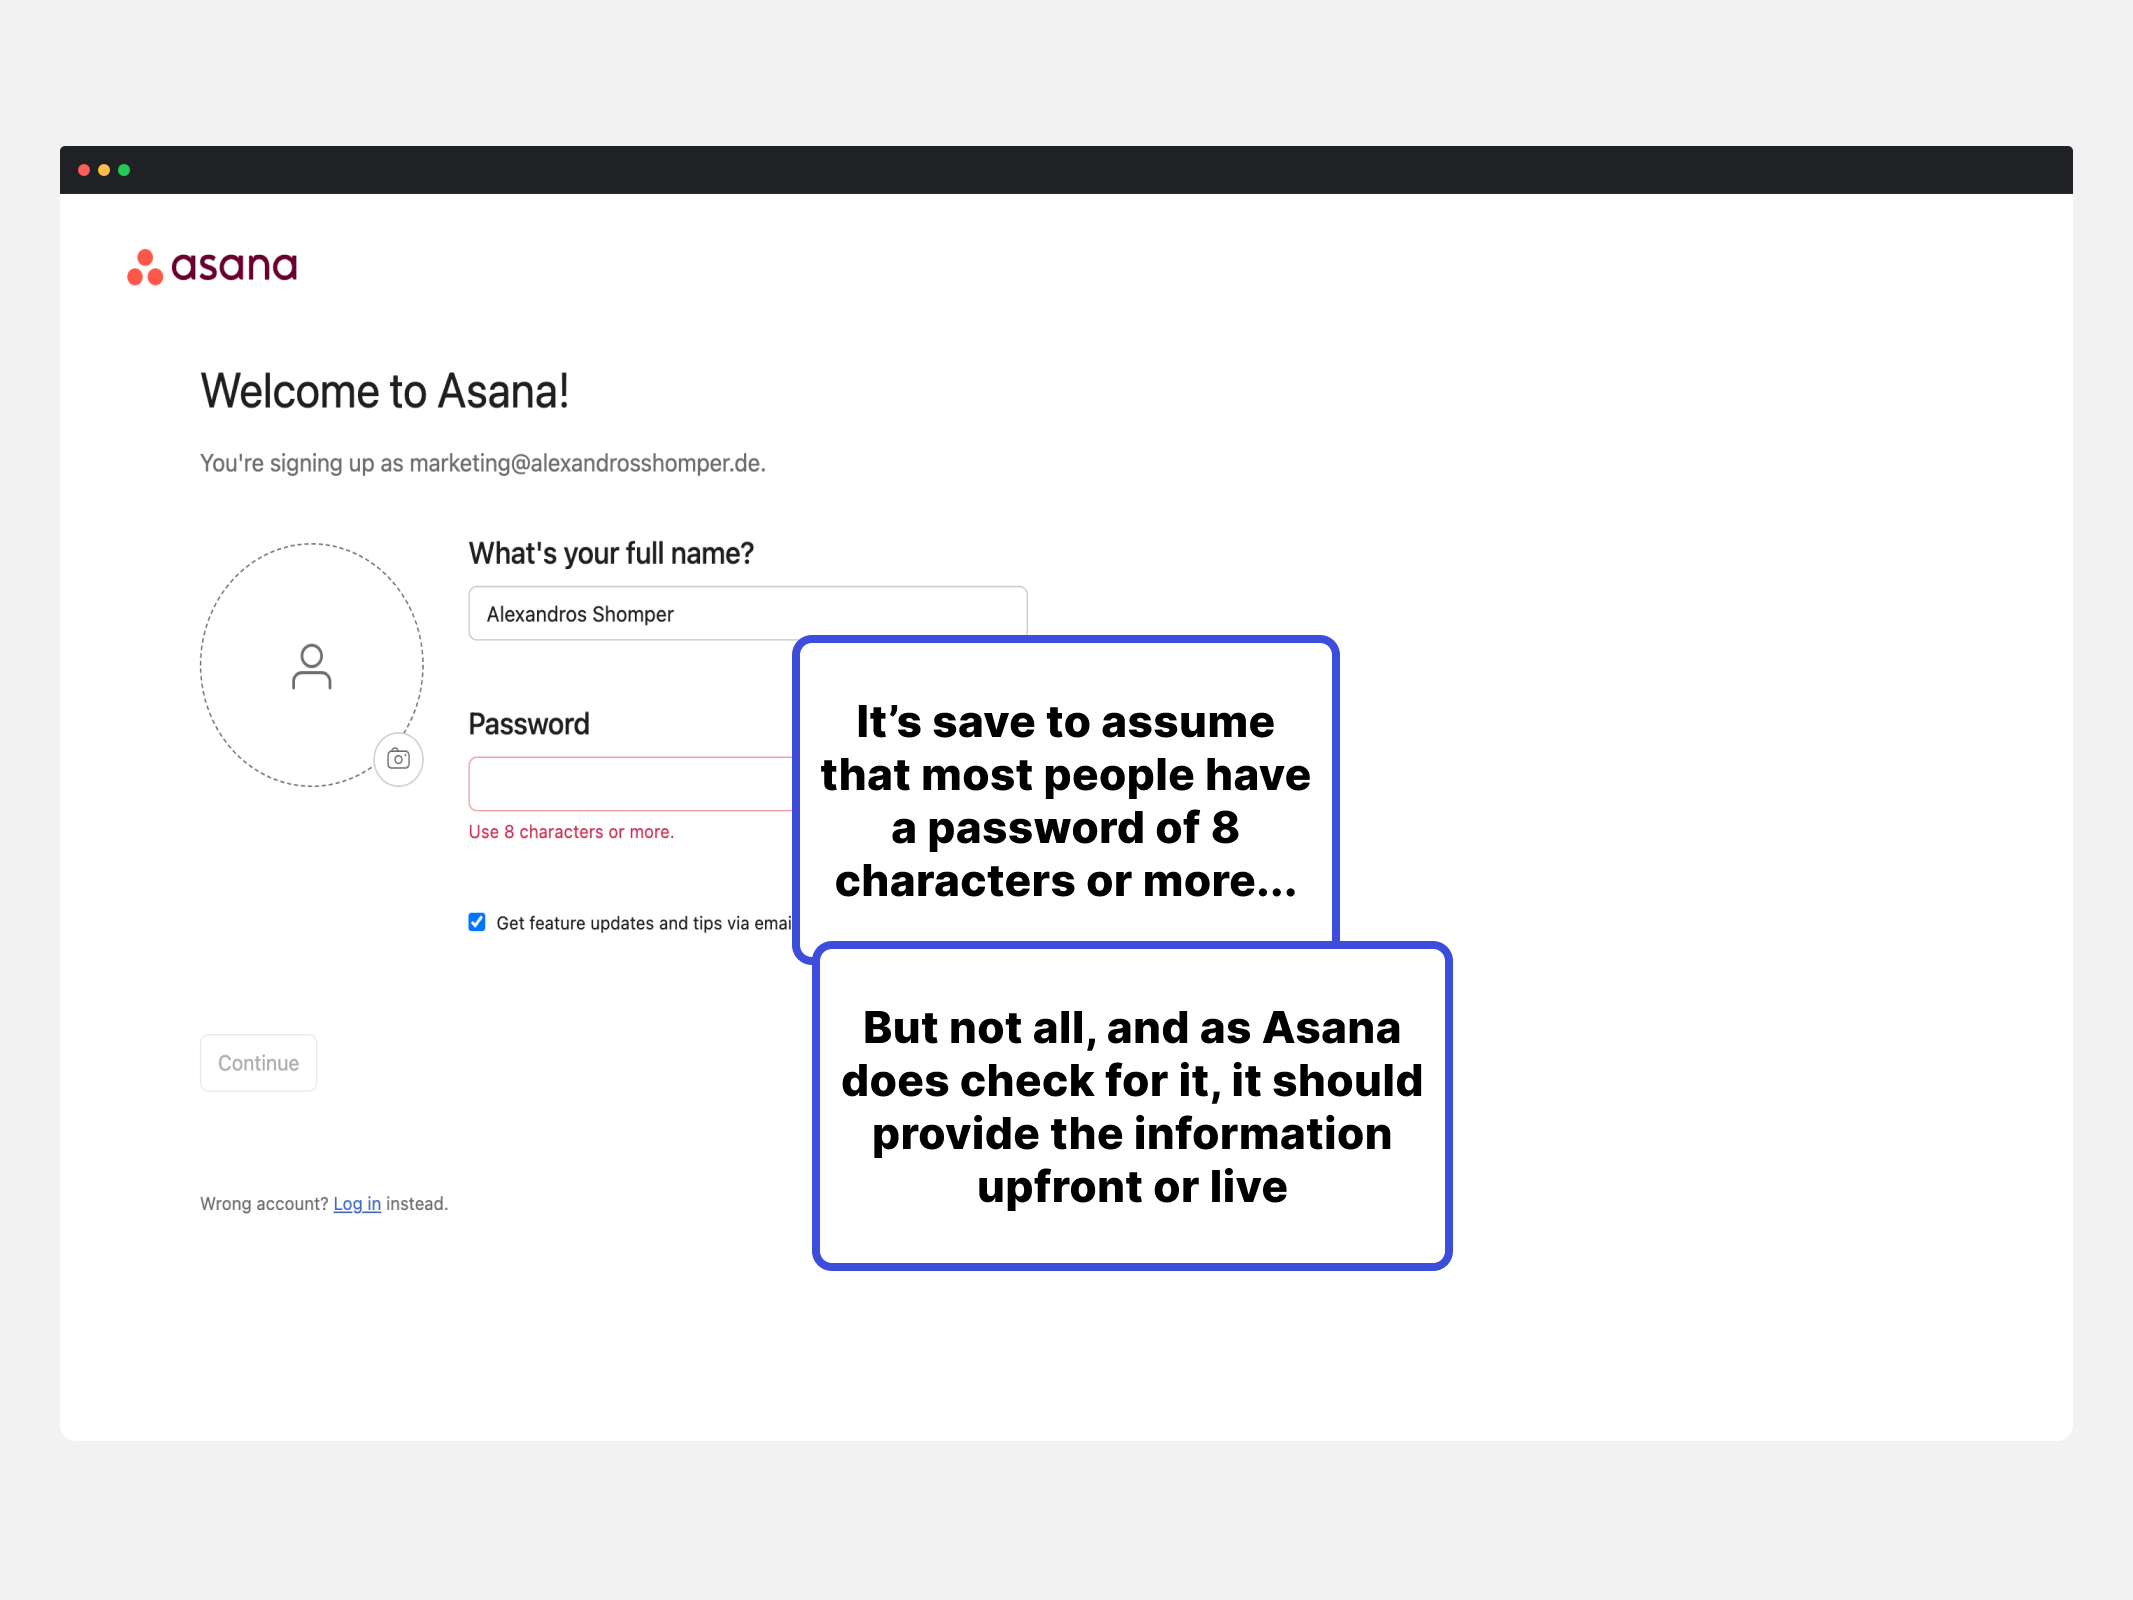 asana
Welcome to Asana!
You're signing up as marketing@alexandrosshomper.de.
What's your full name?
Alexandros Shomper
Password
Use 8 characters or more.
Get feature updates and tips via emai
Continue
Wrong account? Log in instead.
It’s save to assume
that most people have
a password of 8
characters or more...
But not all, and as Asana
does check for it, it should
provide the information
upfront or live